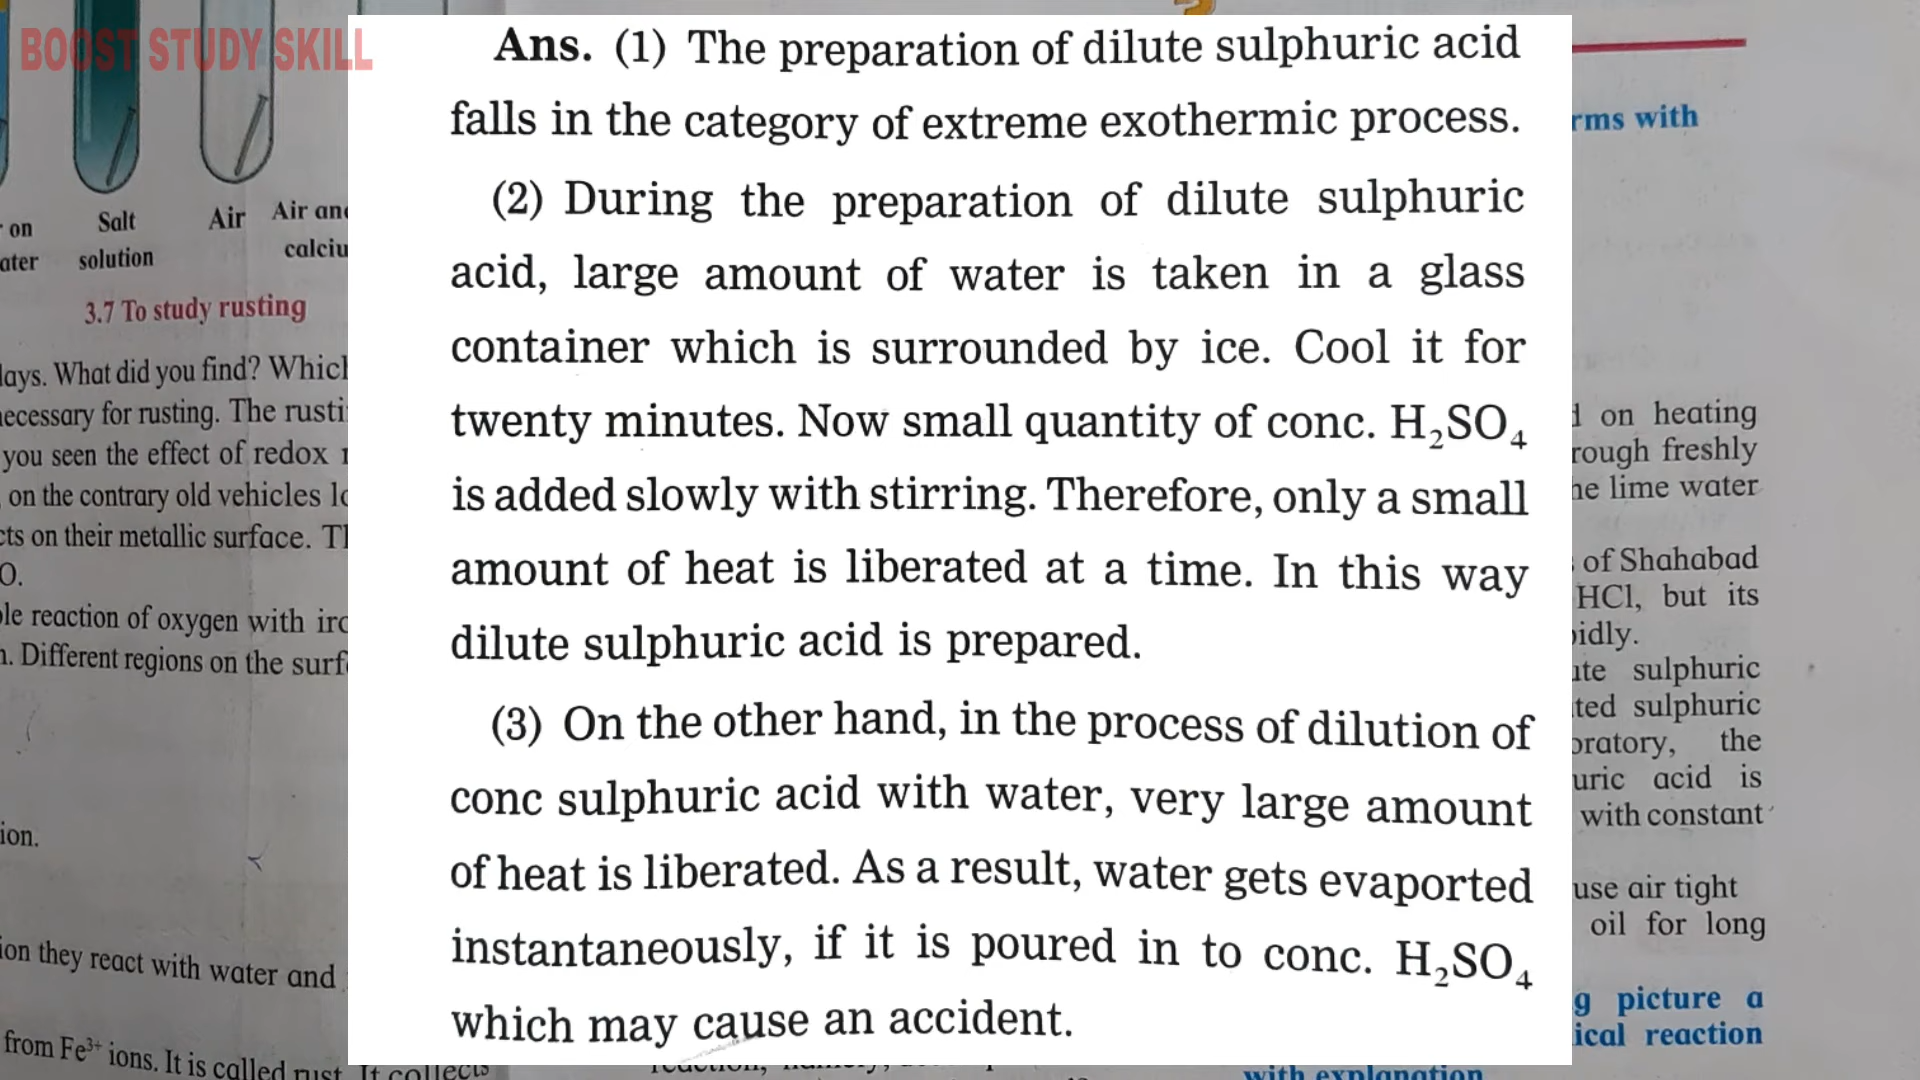 BOOST STUDY SKILL
Ans. (1) The preparation of dilute sulphuric acid
falls in the category of extreme exothermic process.
(2) During the preparation of dilute sulphuric
acid, large amount of water is taken in a glass
container which is surrounded by ice. Cool it for
twenty minutes. Now small quantity of conc. H₂SO₄
is added slowly with stirring. Therefore, only a small
amount of heat is liberated at a time. In this way
dilute sulphuric acid is prepared.
(3) On the other hand, in the process of dilution of
conc sulphuric acid with water, very large amount
of heat is liberated. As a result, water gets evaporated
instantaneously, if it is poured in to conc. H₂SO₄
which may cause an accident.
on Salt Air Air
solution
3.7 To study rusting
What did you find?
for rusting. The
you seen the effect of redox
on the contrary old vehicles
on their metallic surface.
O.
reaction of oxygen with
Different regions on the
ion.
they react with water and
from Fe³⁺ ions. It is called rust. It collects
with
on heating
freshly
lime water
of Shahabad
HCl, but its
sulphuric
sulphuric
the
acid is
with constant
use air tight
oil for long
picture a
reaction
with explanation